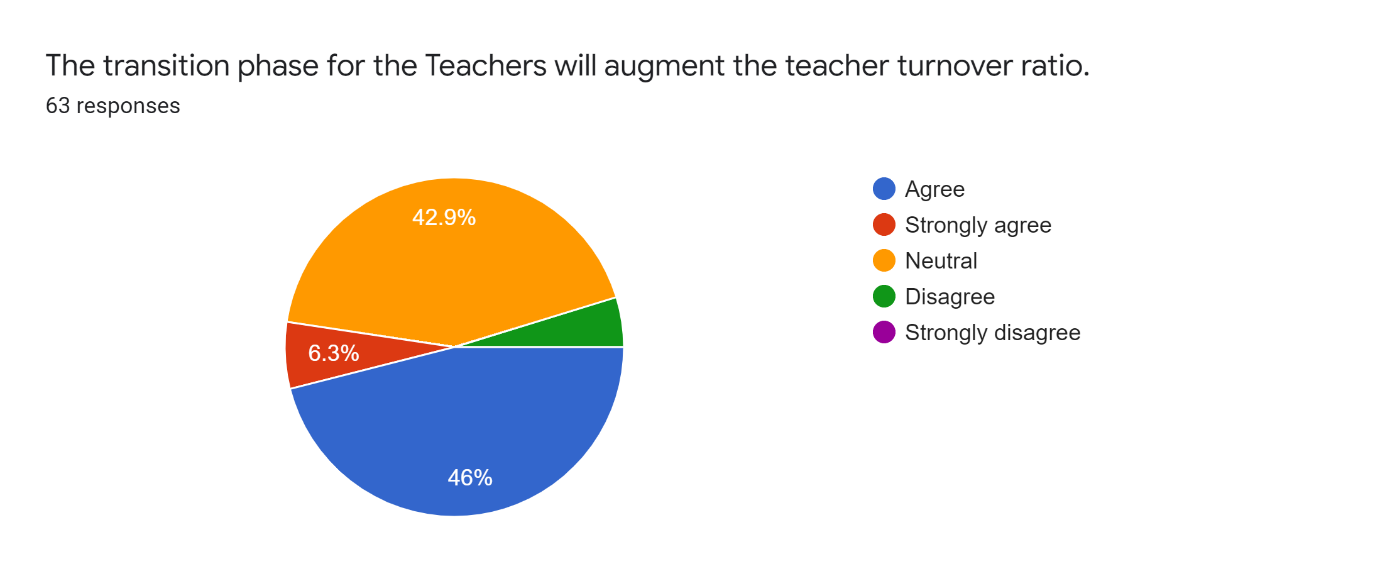 The transition phase for the Teachers will augment the teacher turnover ratio.
63 responses
42.9%
6.3%
46%
Agree
Strongly agree
Neutral
Disagree
Strongly disagree